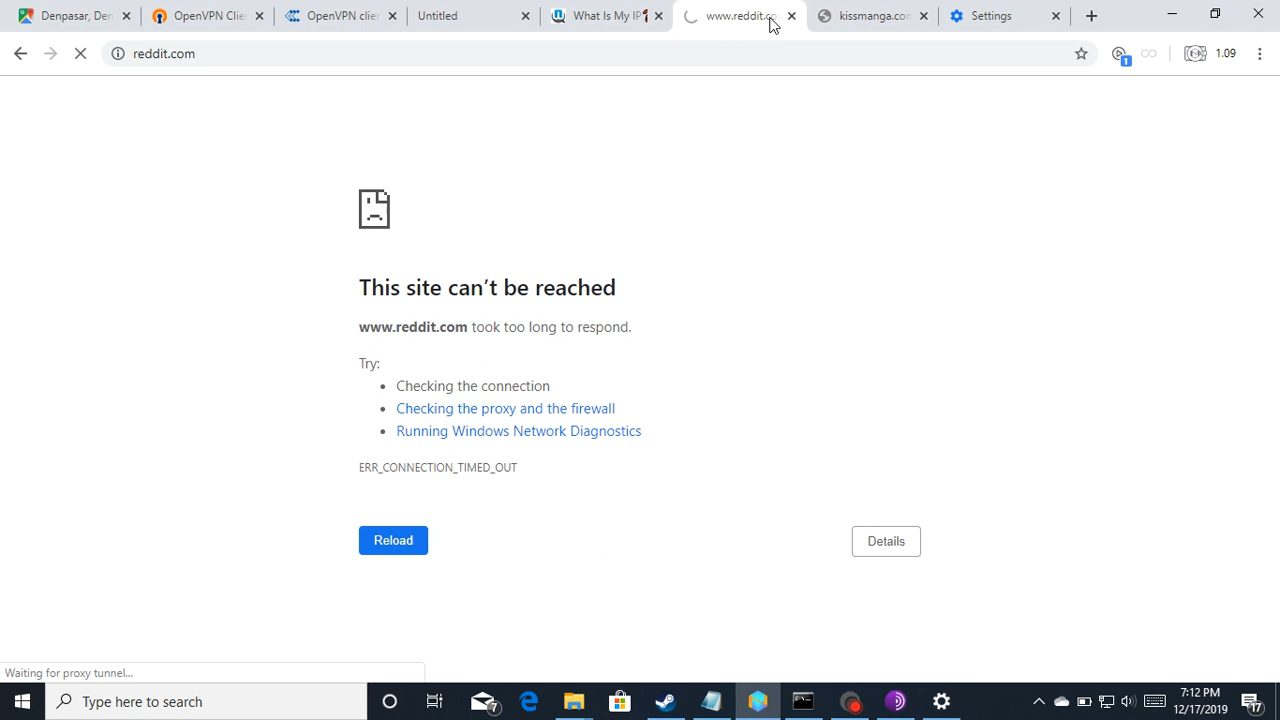 Denpasar, Den
OpenVPN Clie
OpenVPN clie
Untitled
What Is My IP
www.reddit.co
kissmanga.com
Settings
reddit.com
1
1.09
This site can't be reached
www.reddit.com took too long to respond.
Try:
Checking the connection
Checking the proxy and the firewall
Running Windows Network Diagnostics
ERR_CONNECTION_TIMED_OUT
Reload
Details
Waiting for proxy tunnel...
Type here to search
7
7:12 PM
12/17/2019
17